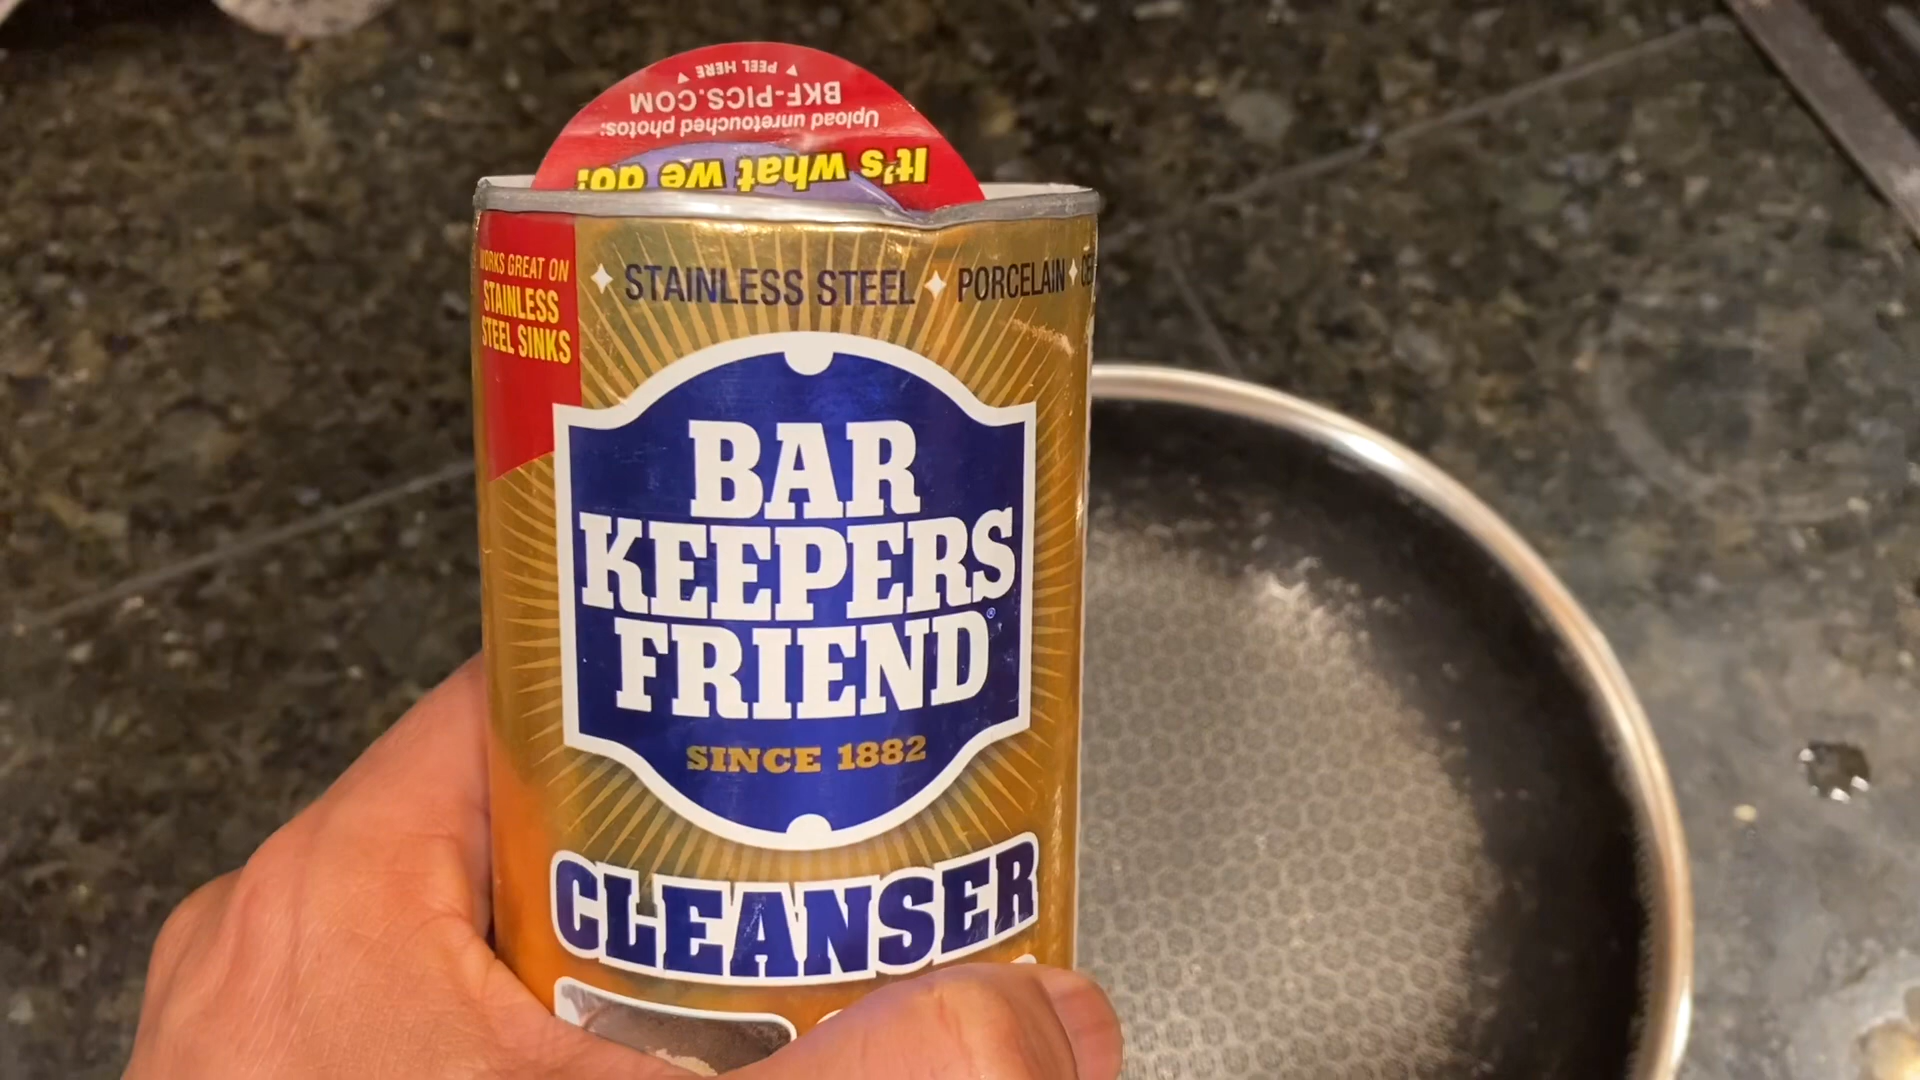 ▲ PEEL HERE ▲
BKF-PICS.COM
Upload unretouched photos:
It's what we do!
WORKS GREAT ON
STAINLESS
STEEL SINKS
STAINLESS STEEL PORCELAIN
BAR
KEEPERS
FRIEND®
SINCE 1882
CLEANSER